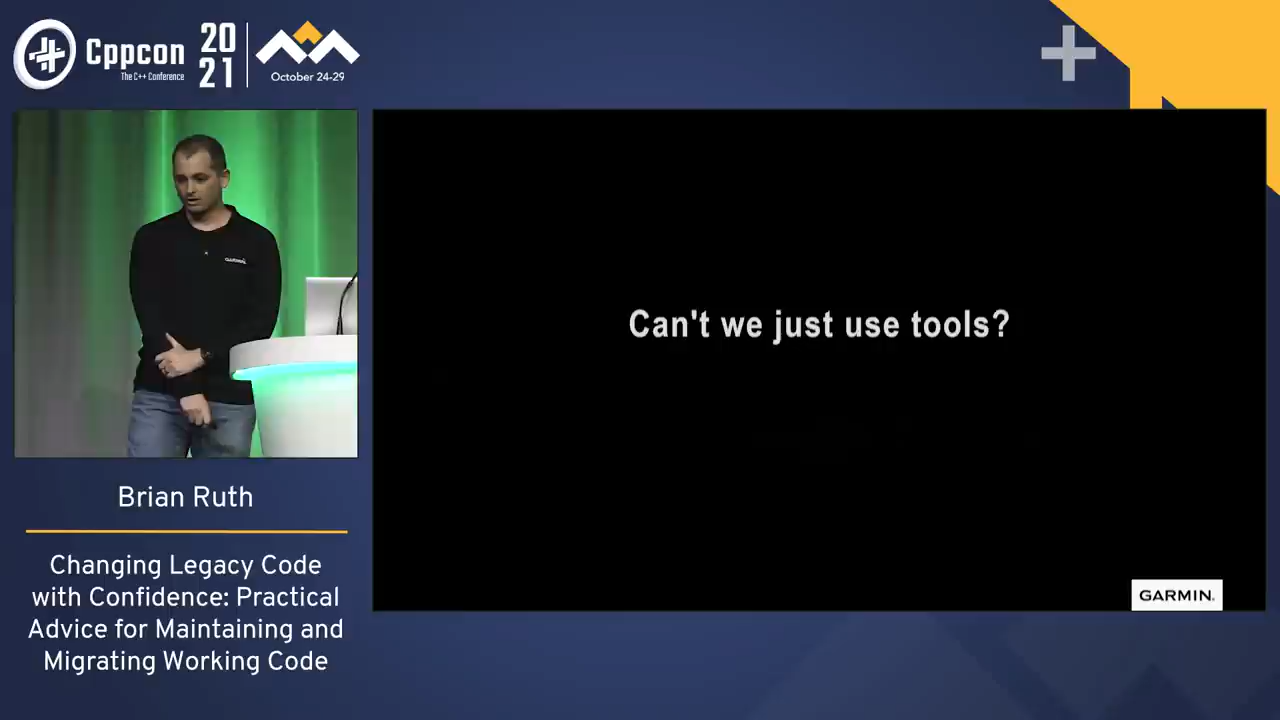 Cppcon
The C++ Conference
20
21
October 24-29
GARMIN
Can't we just use tools?
GARMIN.
Brian Ruth
Changing Legacy Code
with Confidence: Practical
Advice for Maintaining and
Migrating Working Code